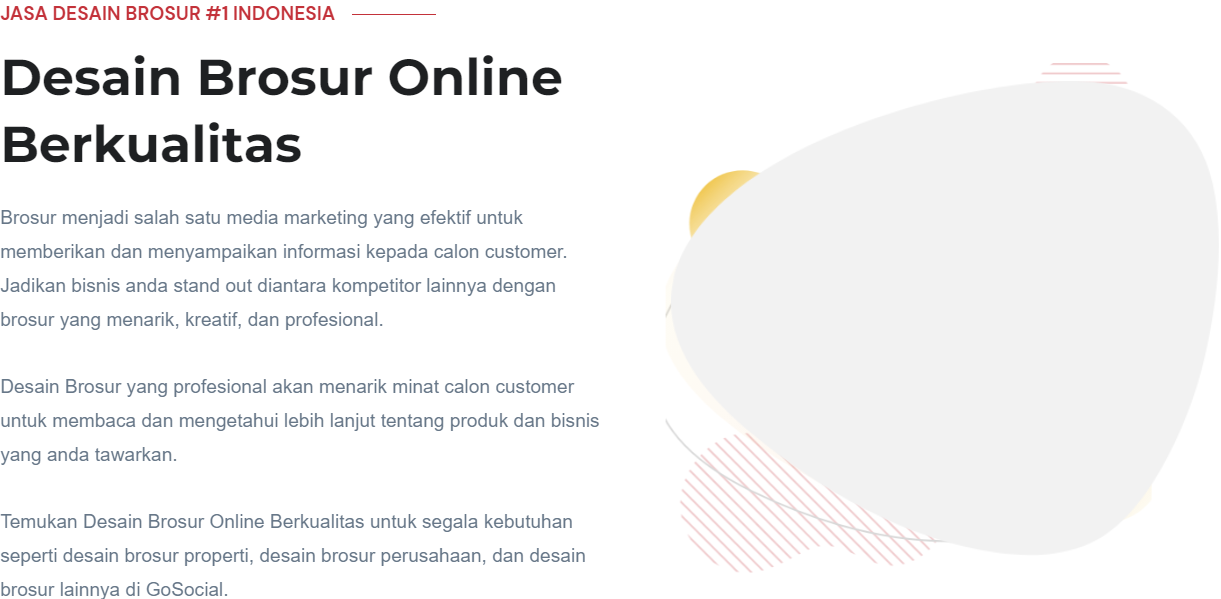 JASA DESAIN BROSUR #1 INDONESIA
Desain Brosur Online
Berkualitas
Brosur menjadi salah satu media marketing yang efektif untuk
memberikan dan menyampaikan informasi kepada calon customer.
Jadikan bisnis anda stand out diantara kompetitor lainnya dengan
brosur yang menarik, kreatif, dan profesional.
Desain Brosur yang profesional akan menarik minat calon customer
untuk membaca dan mengetahui lebih lanjut tentang produk dan bisnis
yang anda tawarkan.
Temukan Desain Brosur Online Berkualitas untuk segala kebutuhan
seperti desain brosur properti, desain brosur perusahaan, dan desain
brosur lainnya di GoSocial.